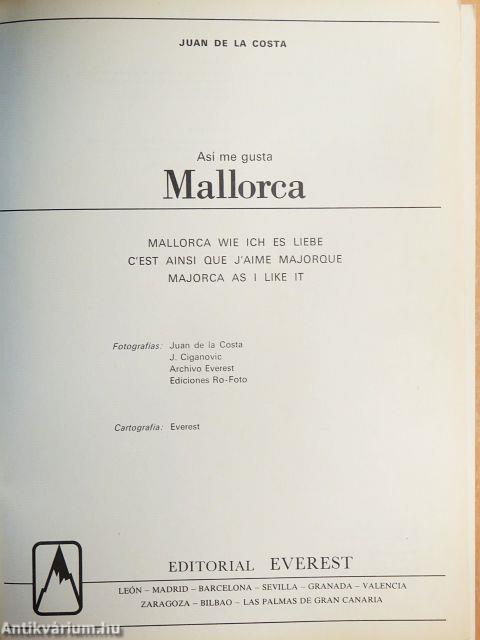 JUAN DE LA COSTA
Así me gusta
Mallorca
MALLORCA WIE ICH ES LIEBE
C'EST AINSI QUE J'AIME MAJORQUE
MAJORCA AS I LIKE IT
Fotografías: Juan de la Costa
J. Ciganovic
Archivo Everest
Ediciones Ro-Foto
Cartografía: Everest
EDITORIAL EVEREST
LEÓN – MADRID – BARCELONA – SEVILLA – GRANADA – VALENCIA
ZARAGOZA – BILBAO – LAS PALMAS DE GRAN CANARIA
Antikvárium.hu